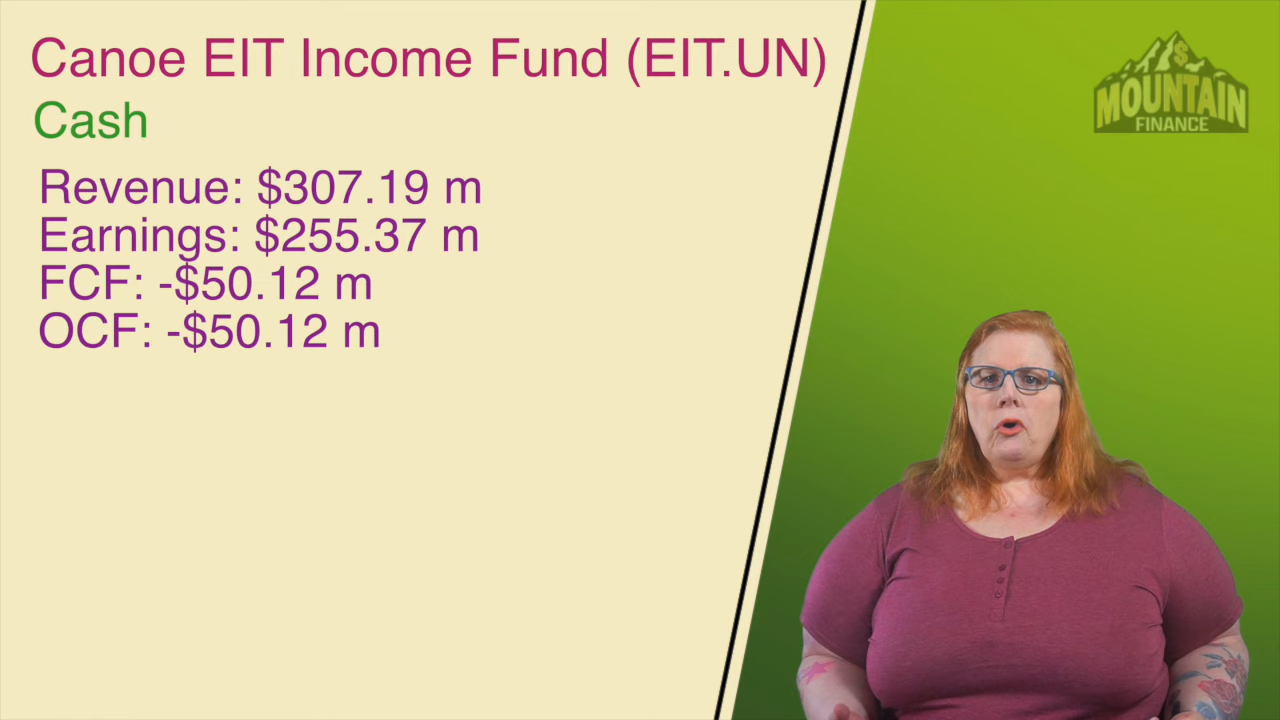 Canoe EIT Income Fund (EIT.UN)
Cash
Revenue: $307.19 m
Earnings: $255.37 m
FCF: -$50.12 m
OCF: -$50.12 m
$
MOUNTAIN
FINANCE